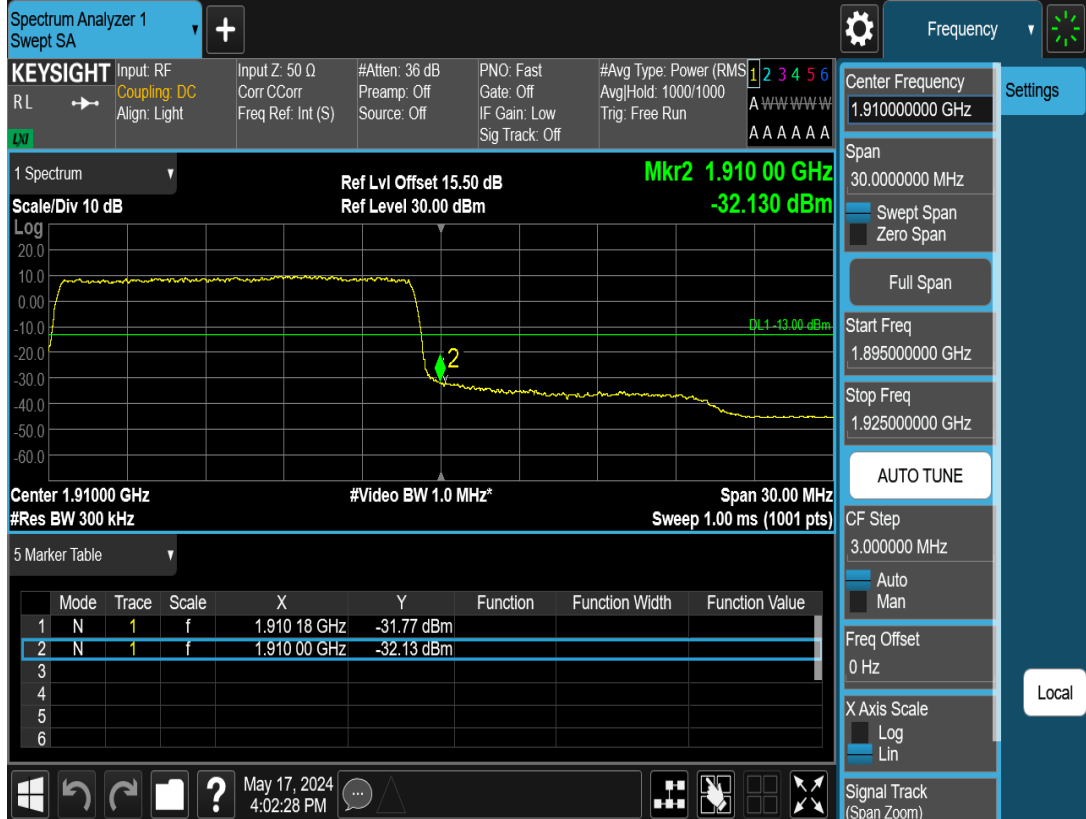 Spectrum Analyzer 1
Swept SA
+
Frequency
KEYSIGHT
RL
LXI
Input: RF
Coupling: DC
Align: Light
Input Z: 50 Ω
Corr CCorr
Freq Ref: Int (S)
#Atten: 36 dB
Preamp: Off
Source: Off
PNO: Fast
Gate: Off
IF Gain: Low
Sig Track: Off
#Avg Type: Power (RMS
Avg|Hold: 1000/1000
Trig: Free Run
1 2 3 4 5 6
A W W W W W
A A A A A A
1 Spectrum
Ref Lvl Offset 15.50 dB
Mkr2 1.910 00 GHz
Scale/Div 10 dB
Ref Level 30.00 dBm
-32.130 dBm
Log
20.0
10.0
0.00
-10.0
-20.0
-30.0
-40.0
-50.0
-60.0
DL1 -13.00 dBm
2
Center 1.91000 GHz
#Video BW 1.0 MHz*
Span 30.00 MHz
#Res BW 300 kHz
Sweep 1.00 ms (1001 pts)
5 Marker Table
Mode Trace Scale X Y Function Function Width Function Value
1 N 1 f 1.910 18 GHz -31.77 dBm
2 N 1 f 1.910 00 GHz -32.13 dBm
3
4
5
6
?
May 17, 2024
4:02:28 PM
Center Frequency
1.910000000 GHz
Settings
Span
30.0000000 MHz
Swept Span
Zero Span
Full Span
Start Freq
1.895000000 GHz
Stop Freq
1.925000000 GHz
AUTO TUNE
CF Step
3.000000 MHz
Auto
Man
Freq Offset
0 Hz
Local
X Axis Scale
Log
Lin
Signal Track
(Span Zoom)